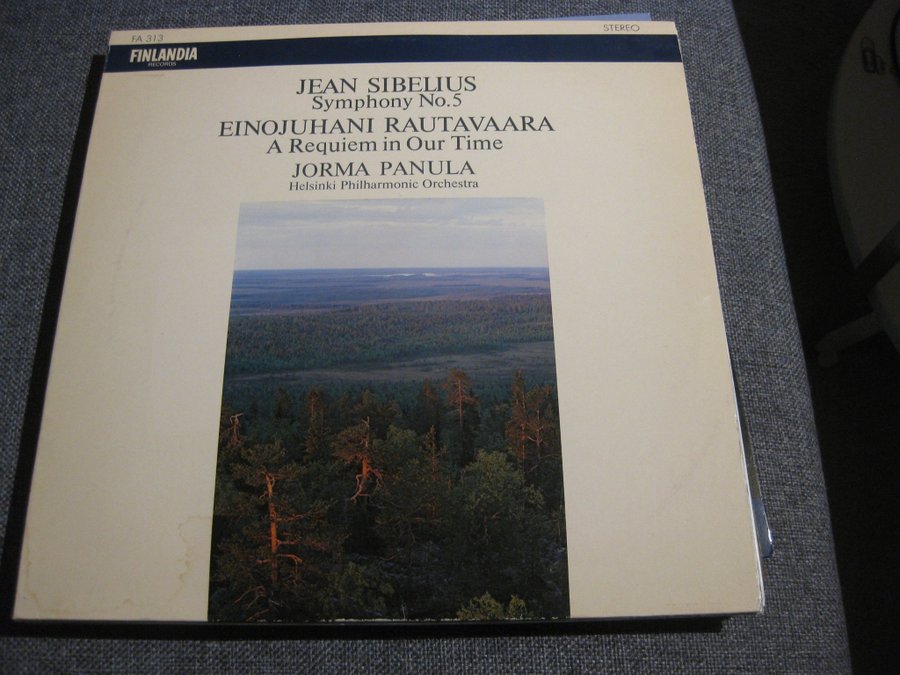 FA 313
STEREO
FINLANDIA
RECORDS
JEAN SIBELIUS
Symphony No.5
EINOJUHANI RAUTAVAARA
A Requiem in Our Time
JORMA PANULA
Helsinki Philharmonic Orchestra